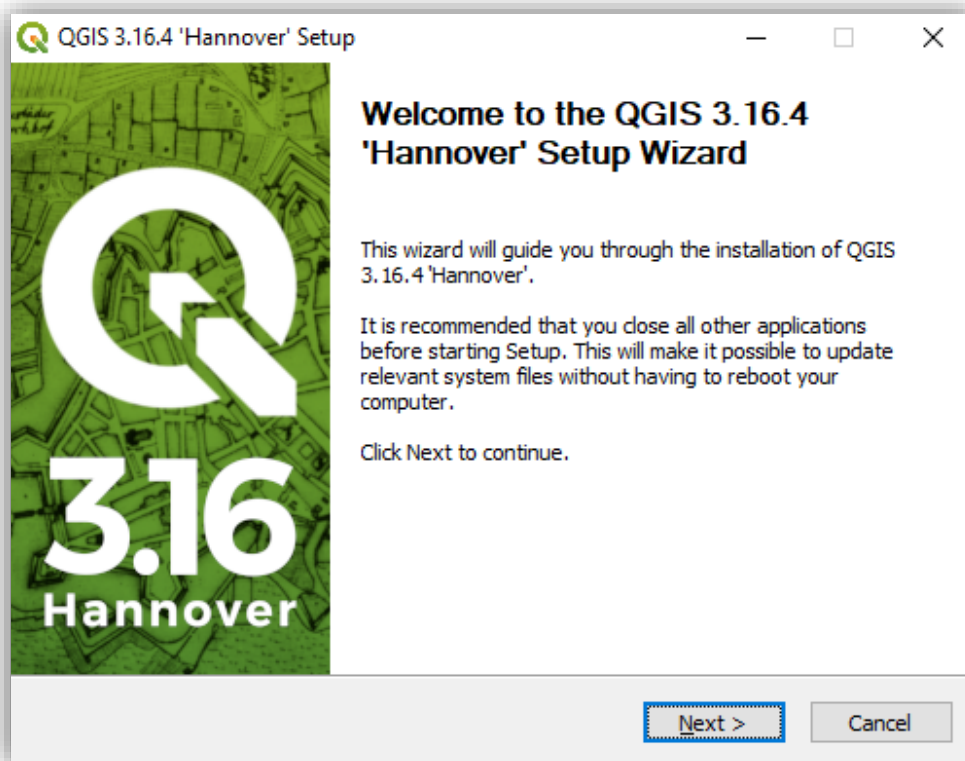 QGIS 3.16.4 'Hannover' Setup
Welcome to the QGIS 3.16.4
'Hannover' Setup Wizard
This wizard will guide you through the installation of QGIS
3.16.4 'Hannover'.
It is recommended that you close all other applications
before starting Setup. This will make it possible to update
relevant system files without having to reboot your
computer.
Click Next to continue.
3.16
Hannover
Next >
Cancel